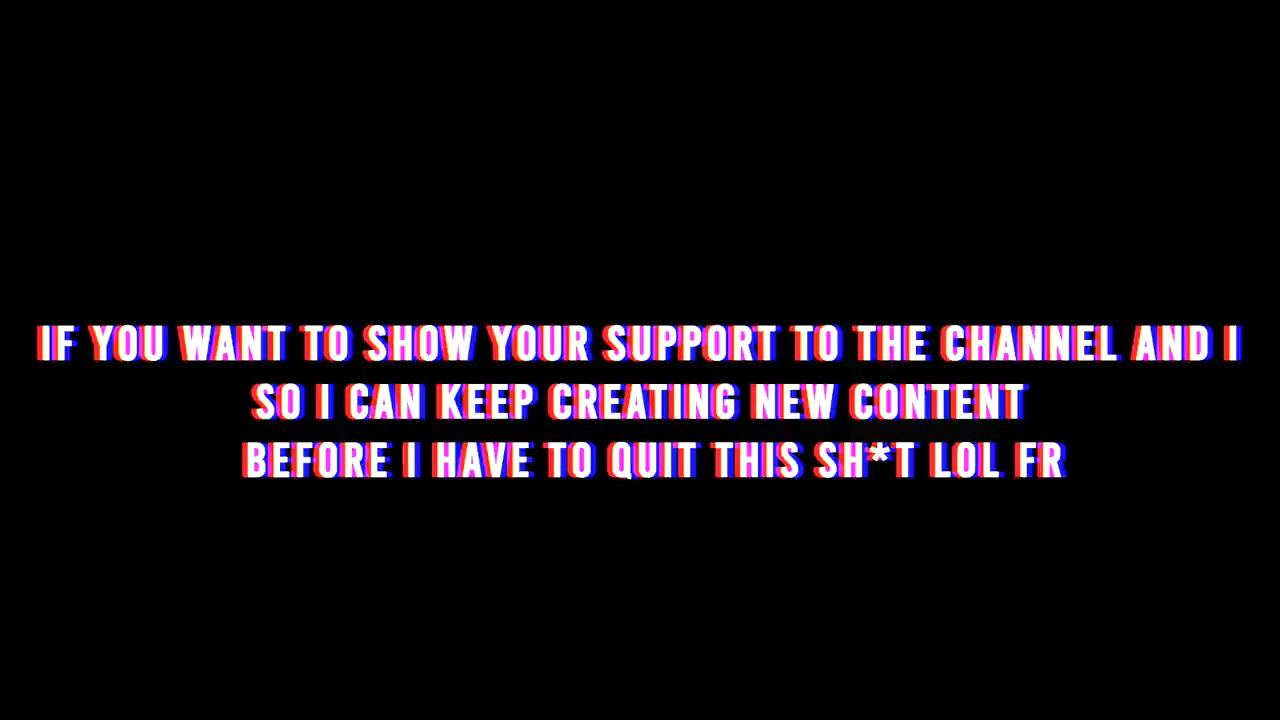 IF YOU WANT TO SHOW YOUR SUPPORT TO THE CHANNEL AND I
SO I CAN KEEP CREATING NEW CONTENT
BEFORE I HAVE TO QUIT THIS SH*T LOL FR